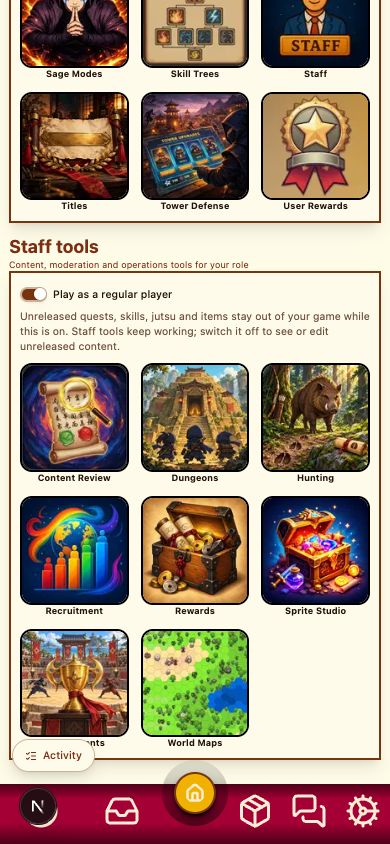 STAFF
Sage Modes
Skill Trees
Staff
TOWER UPGRADES
Titles
Tower Defense
User Rewards
Staff tools
Content, moderation and operations tools for your role
Play as a regular player
Unreleased quests, skills, jutsu and items stay out of your game while
this is on. Staff tools keep working; switch it off to see or edit
unreleased content.
Content Review
Dungeons
Hunting
Recruitment
Rewards
Sprite Studio
ents
World Maps
Activity
N